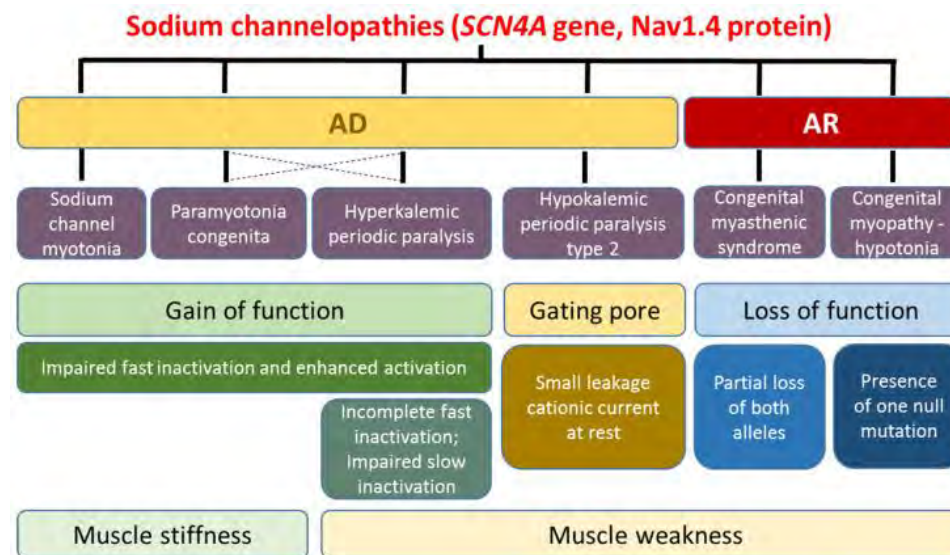 Sodium channelopathies (SCN4A gene, Nav1.4 protein)
AD
AR
Sodium
channel
myotonia
Paramyotonia
congenita
Hyperkalemic
periodic paralysis
Hypokalemic
periodic paralysis
type 2
Congenital
myasthenic
syndrome
Congenital
myopathy -
hypotonia
Gain of function
Gating pore
Loss of function
Impaired fast inactivation and enhanced activation
Incomplete fast
inactivation;
Impaired slow
inactivation
Small leakage
cationic current
at rest
Partial loss
of both
alleles
Presence
of one null
mutation
Muscle stiffness
Muscle weakness